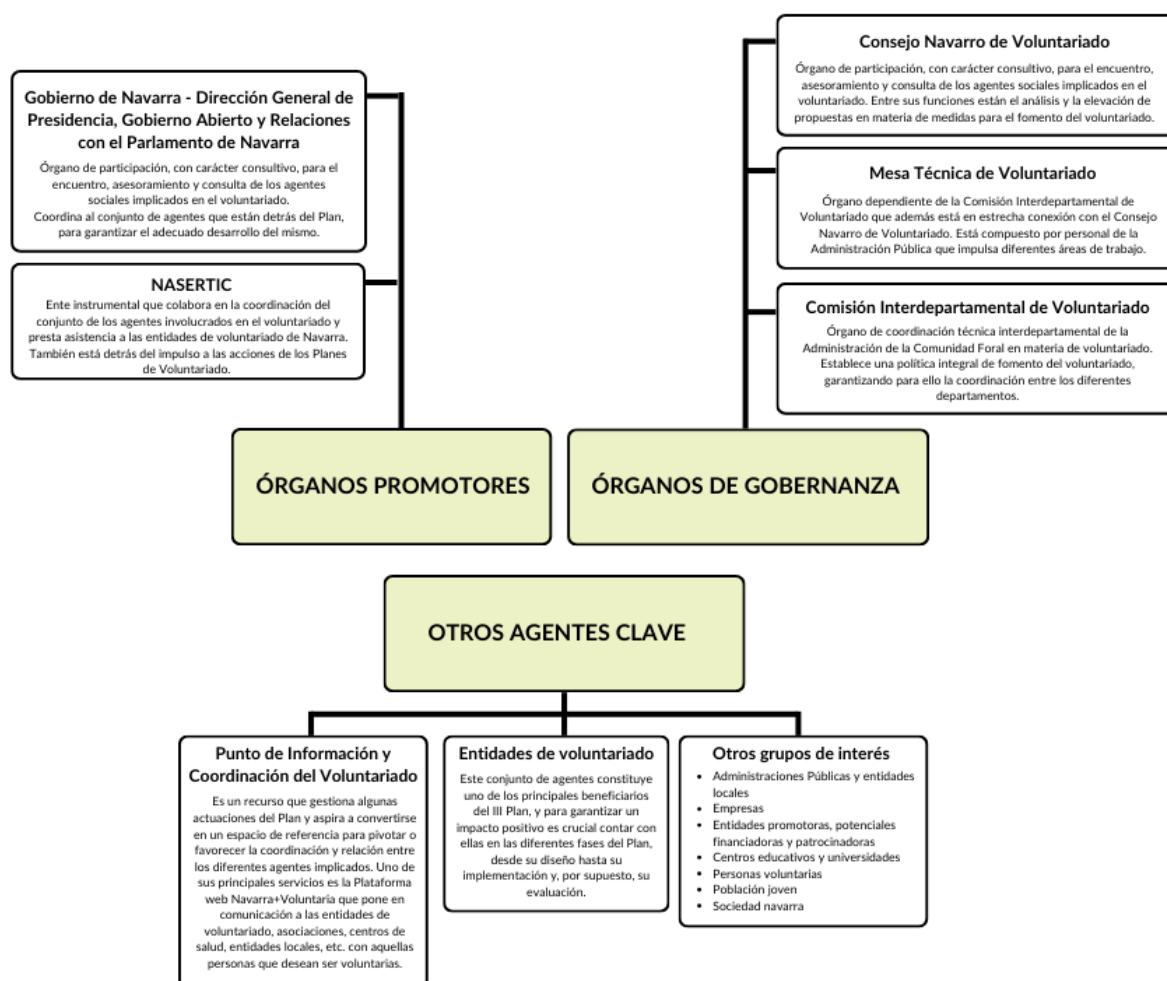 Gobierno de Navarra - Dirección General de
Presidencia, Gobierno Abierto y Relaciones
con el Parlamento de Navarra
Órgano de participación, con carácter consultivo, para el
encuentro, asesoramiento y consulta de los agentes
sociales implicados en el voluntariado.
Coordina al conjunto de agentes que están detrás del Plan,
para garantizar el adecuado desarrollo del mismo.
NASERTIC
Ente instrumental que colabora en la coordinación del
conjunto de los agentes involucrados en el voluntariado y
presta asistencia a las entidades de voluntariado de Navarra.
También está detrás del impulso a las acciones de los Planes
de Voluntariado.
Consejo Navarro de Voluntariado
Órgano de participación, con carácter consultivo, para el encuentro,
asesoramiento y consulta de los agentes sociales implicados en el
voluntariado. Entre sus funciones están el análisis y la elevación de
propuestas en materia de medidas para el fomento del voluntariado.
Mesa Técnica de Voluntariado
Órgano dependiente de la Comisión Interdepartamental de
Voluntariado que además está en estrecha conexión con el Consejo
Navarro de Voluntariado. Está compuesto por personal de la
Administración Pública que impulsa diferentes áreas de trabajo.
Comisión Interdepartamental de Voluntariado
Órgano de coordinación técnica interdepartamental de la
Administración de la Comunidad Foral en materia de voluntariado.
Establece una política integral de fomento del voluntariado,
garantizando para ello la coordinación entre los diferentes
departamentos.
ÓRGANOS PROMOTORES
ÓRGANOS DE GOBERNANZA
OTROS AGENTES CLAVE
Punto de Información y
Coordinación del Voluntariado
Es un recurso que gestiona algunas
actuaciones del Plan y aspira a convertirse
en un espacio de referencia para pivotar o
favorecer la coordinación y relación entre
los diferentes agentes implicados. Uno de
sus principales servicios es la Plataforma
web Navarra+Voluntaria que pone en
comunicación a las entidades de
voluntariado, asociaciones, centros de
salud, entidades locales, etc. con aquellas
personas que desean ser voluntarias.
Entidades de voluntariado
Este conjunto de agentes constituye
uno de los principales beneficiarios
del III Plan, y para garantizar un
impacto positivo es crucial contar con
ellas en las diferentes fases del Plan,
desde su diseño hasta su
implementación y, por supuesto, su
evaluación.
Otros grupos de interés
• Administraciones Públicas y entidades
locales
• Empresas
• Entidades promotoras, potenciales
financiadoras y patrocinadoras
• Centros educativos y universidades
• Personas voluntarias
• Población joven
• Sociedad navarra